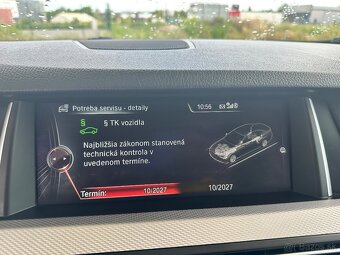 Potreba servisu - detaily
10:56
§ § TK vozidla
Najbližšia zákonom stanovená
technická kontrola v
uvedenom termíne.
Termín: 10/2027 10/2027